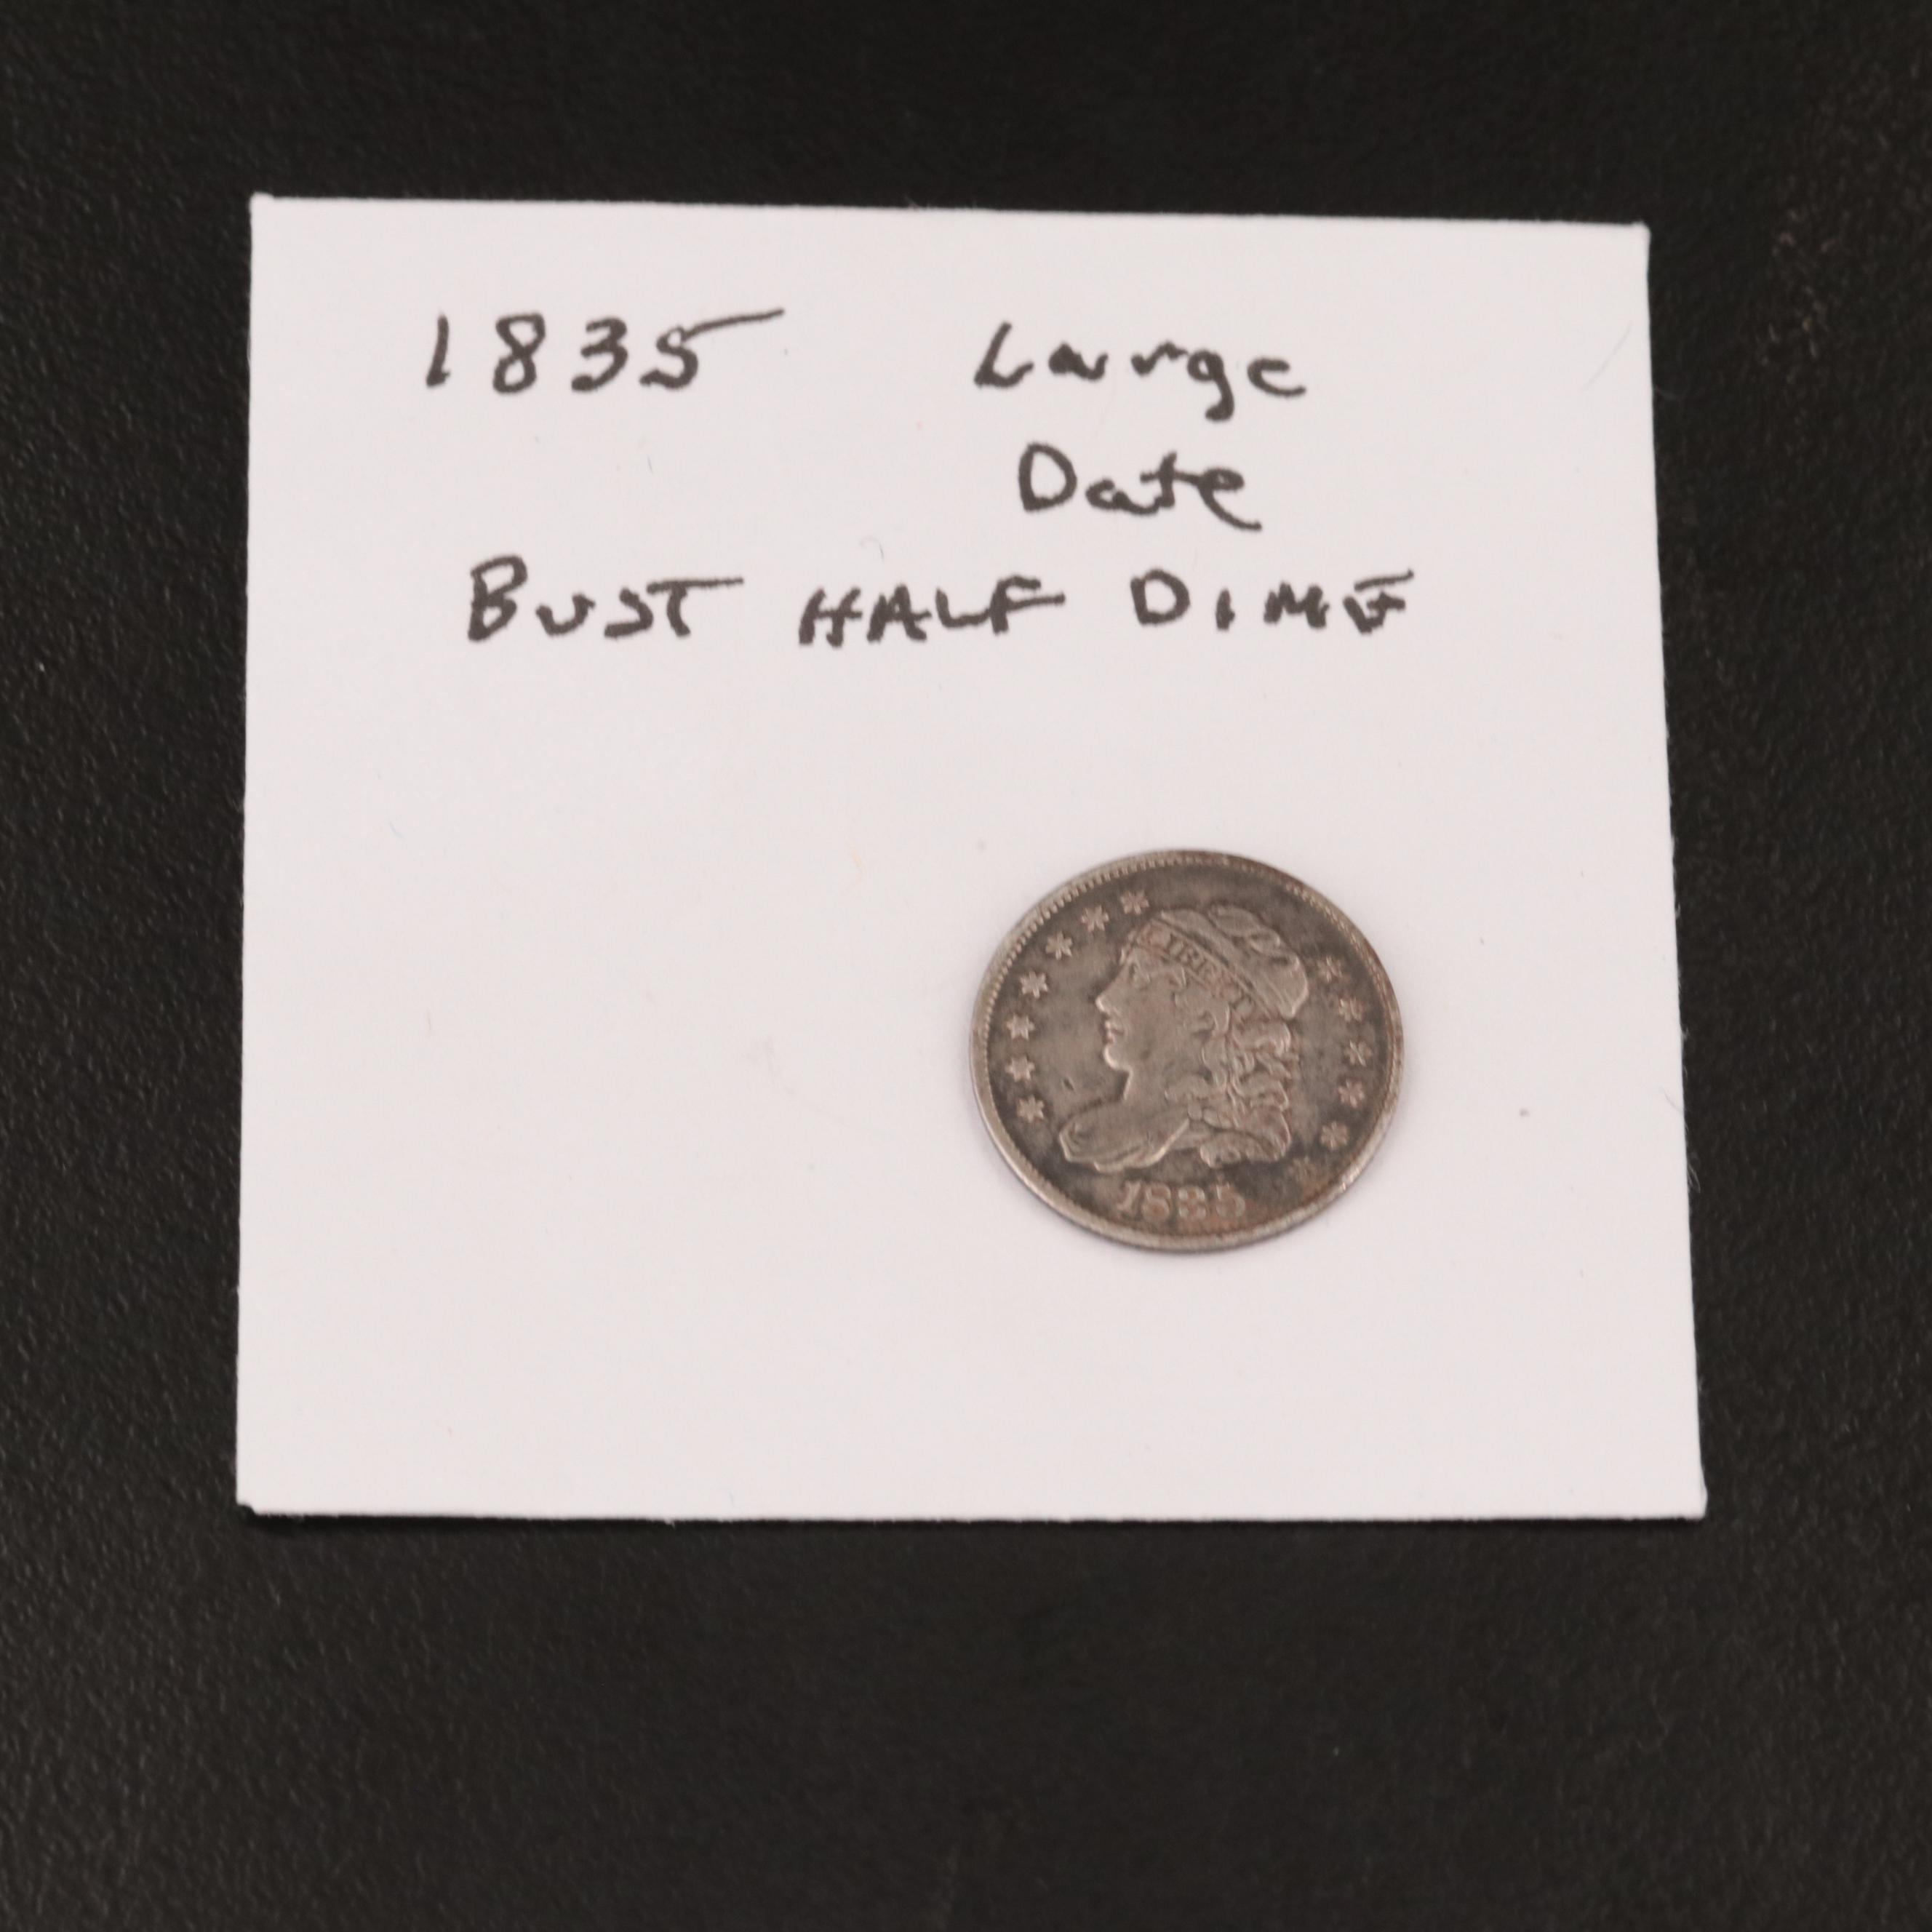 1835 Large
Date
BUST HALF DIME
LIBERTY
1835